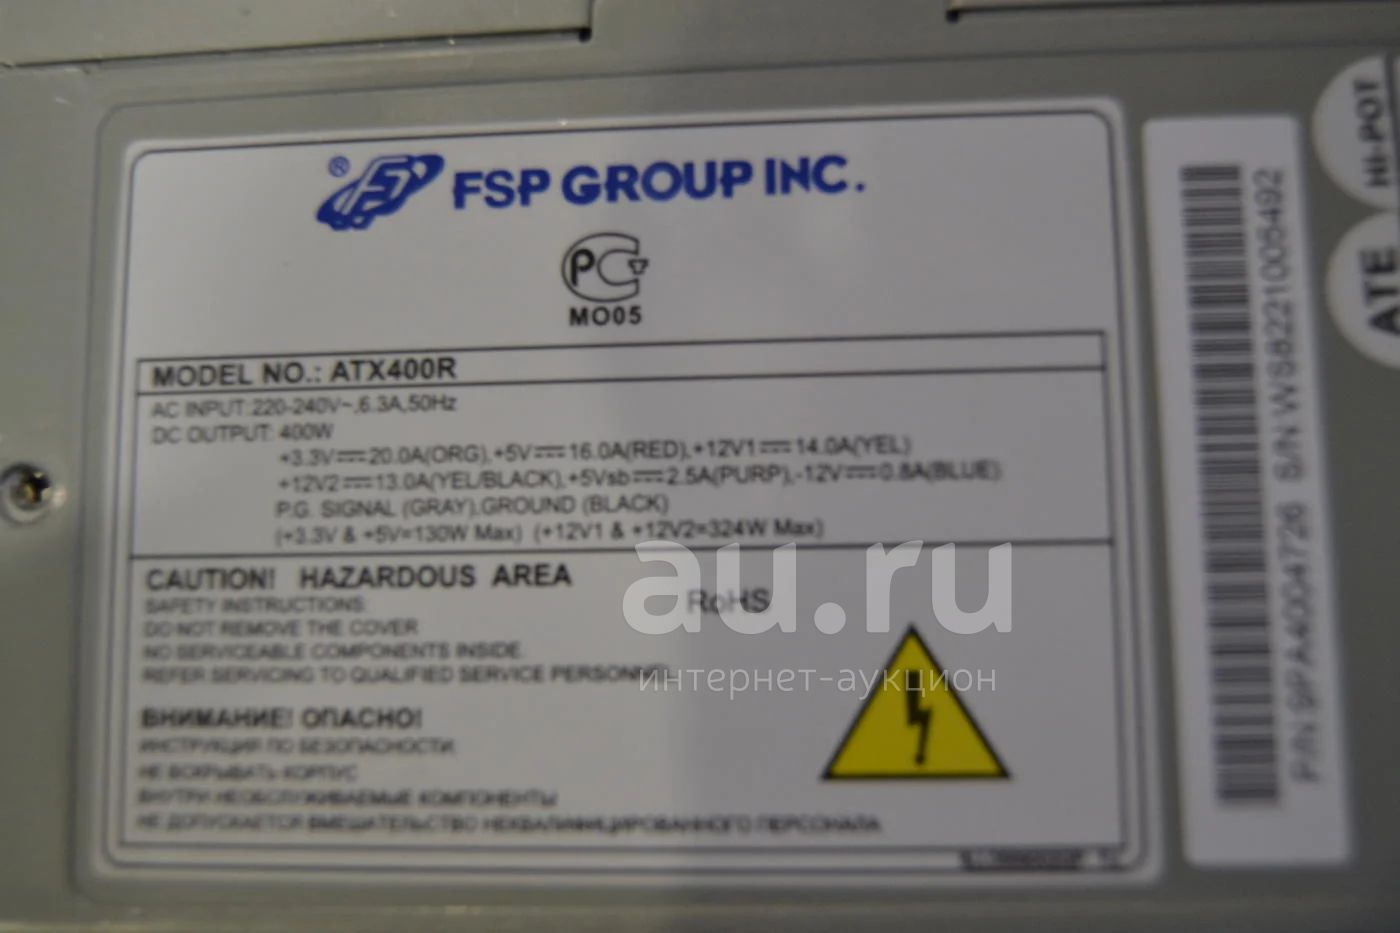 ® FSP GROUP INC.
МО05
MODEL NO.: ATX400R
AC INPUT:220-240V~,6.3A,50Hz
DC OUTPUT: 400W
+3.3V⎓20.0A(ORG),+5V⎓16.0A(RED),+12V1⎓14.0A(YEL)
+12V2⎓13.0A(YEL/BLACK),+5Vsb⎓2.5A(PURP),-12V⎓0.8A(BLUE)
P.G. SIGNAL (GRAY),GROUND (BLACK)
(+3.3V & +5V=130W Max) (+12V1 & +12V2=324W Max)
CAUTION! HAZARDOUS AREA
SAFETY INSTRUCTIONS:
DO NOT REMOVE THE COVER
NO SERVICEABLE COMPONENTS INSIDE.
REFER SERVICING TO QUALIFIED SERVICE PERSONNEL
RoHS
ВНИМАНИЕ! ОПАСНО!
ИНСТРУКЦИЯ ПО БЕЗОПАСНОСТИ
НЕ ВСКРЫВАТЬ КОРПУС
ВНУТРИ НЕОБСЛУЖИВАЕМЫЕ КОМПОНЕНТЫ
НЕ ДОПУСКАЕТСЯ ВМЕШАТЕЛЬСТВО НЕКВАЛИФИЦИРОВАННОГО ПЕРСОНАЛА
P/N 9PA4004726 S/N WS8221005492
HI-POT
ATE
au.ru
интернет-аукцион